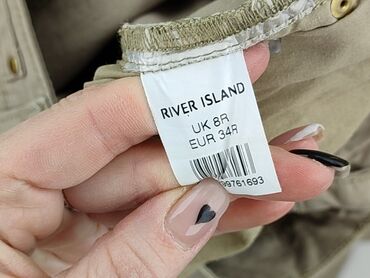 RIVER ISLAND
UK 8R
EUR 34R